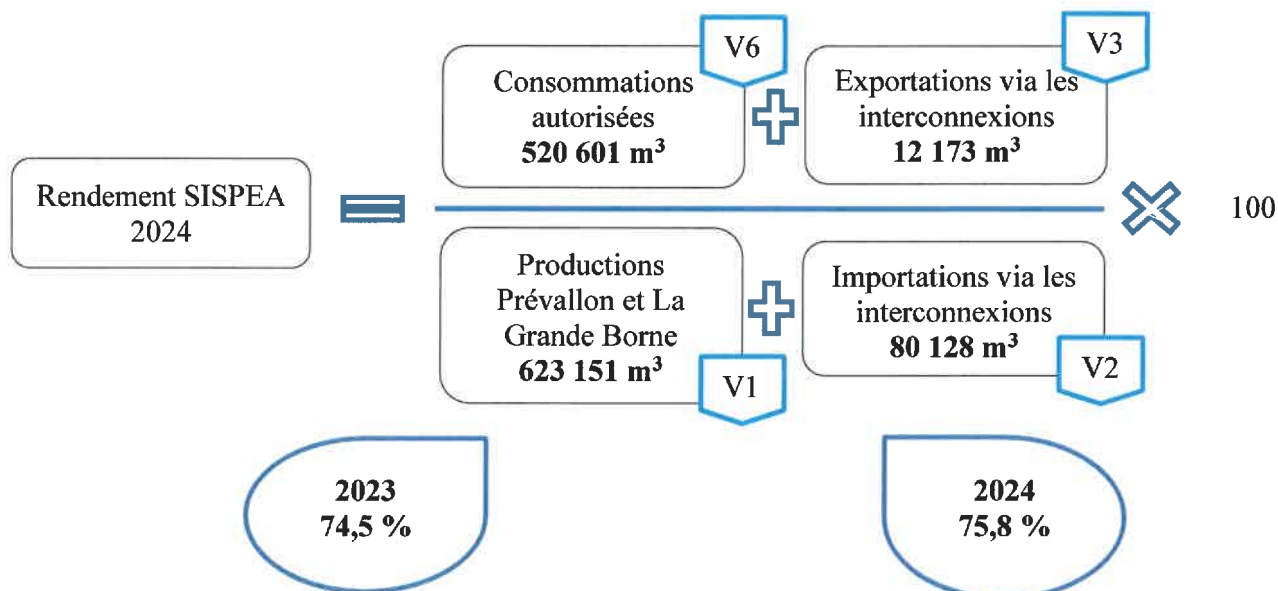 V6
Consommations
autorisées
520 601 m³
V3
Exportations via les
interconnexions
12 173 m³
Rendement SISPEA
2024
100
Productions
Prévallon et La
Grande Borne
623 151 m³
V1
Importations via les
interconnexions
80 128 m³
V2
2023
74,5 %
2024
75,8 %